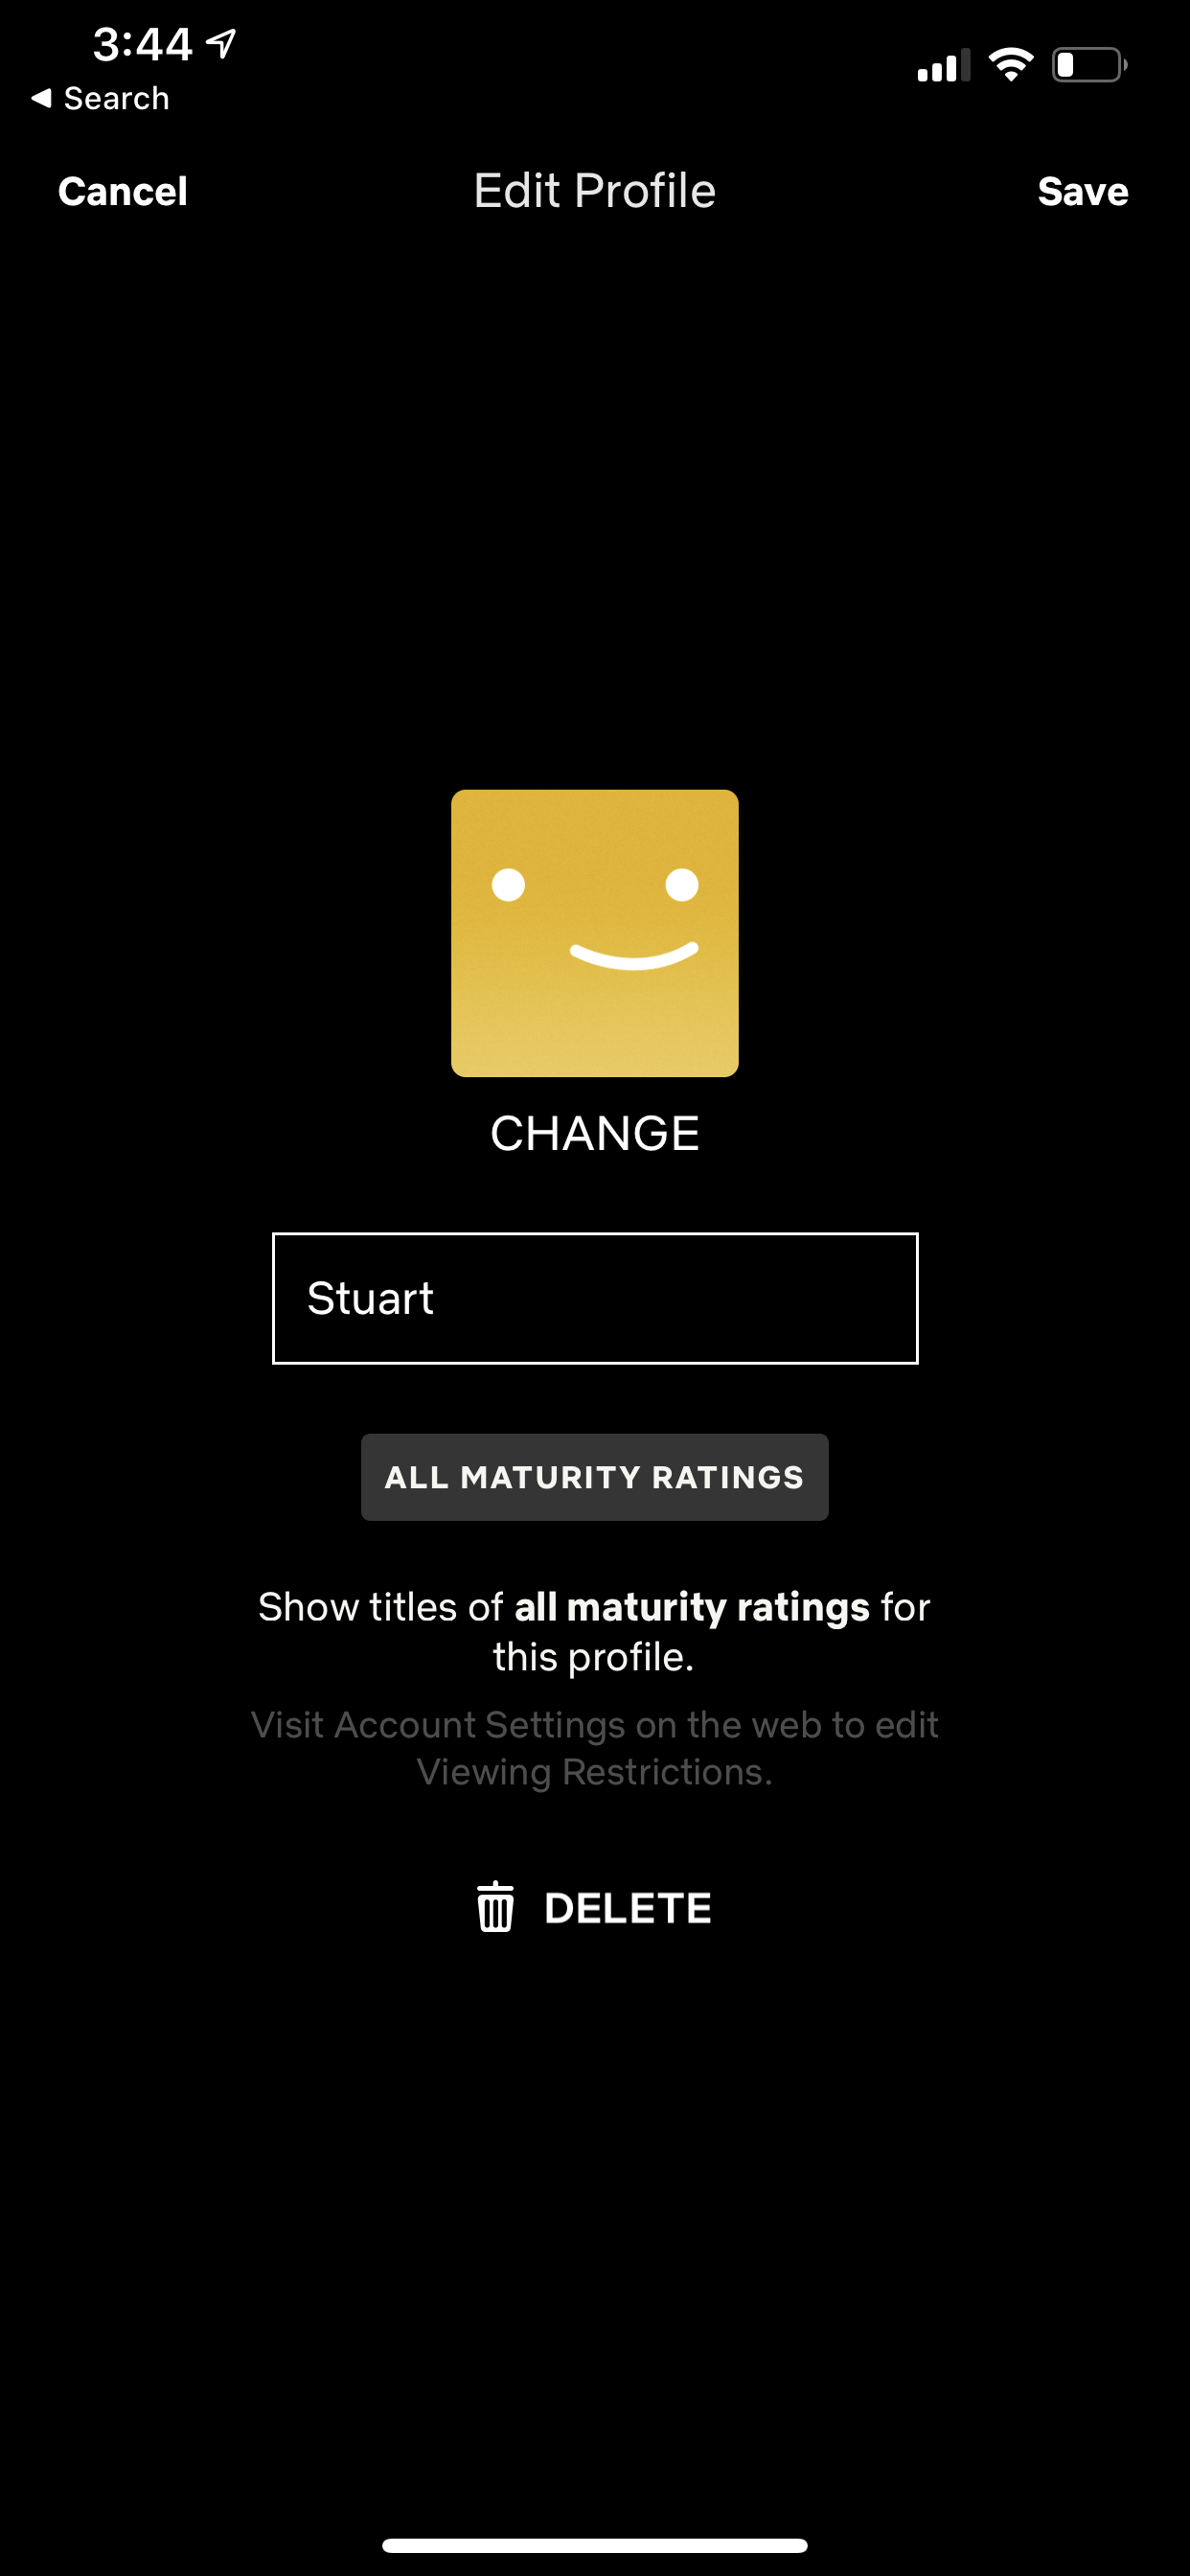 3:44
Search
Cancel
Edit Profile
Save
CHANGE
Stuart
ALL MATURITY RATINGS
Show titles of all maturity ratings for
this profile.
Visit Account Settings on the web to edit
Viewing Restrictions.
DELETE